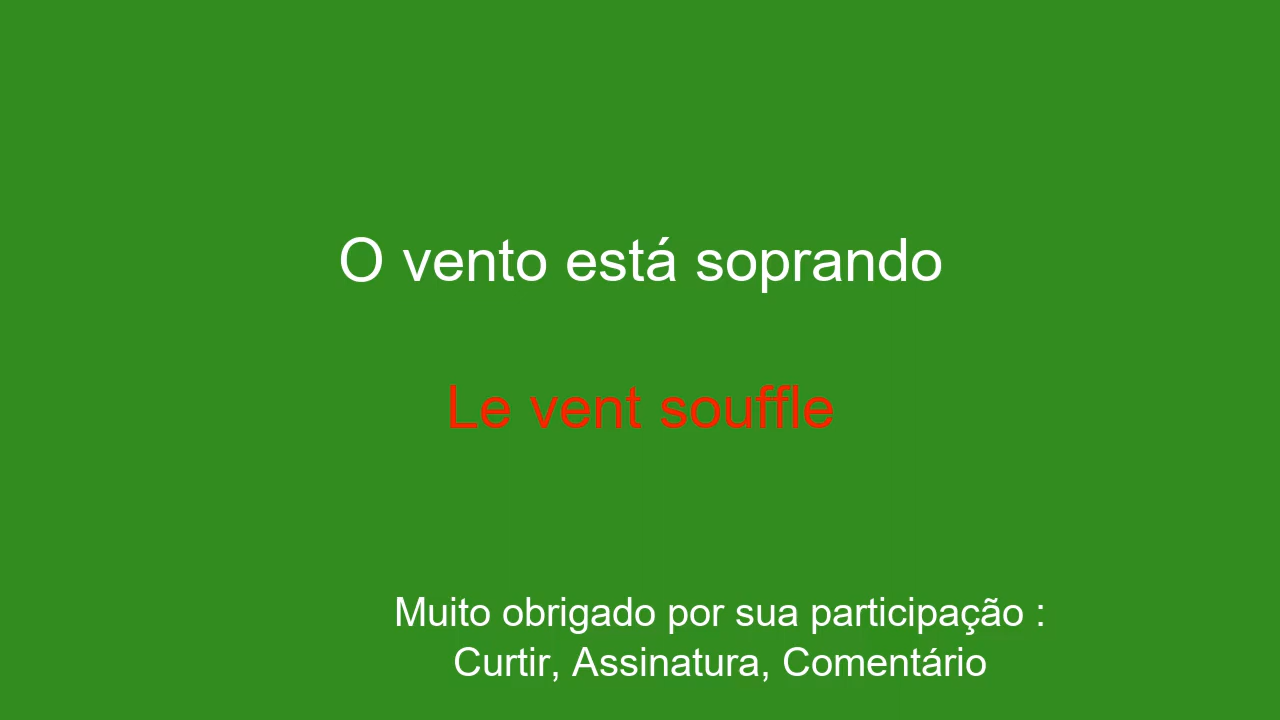 O vento está soprando
Le vent souffle
Muito obrigado por sua participação :
Curtir, Assinatura, Comentário